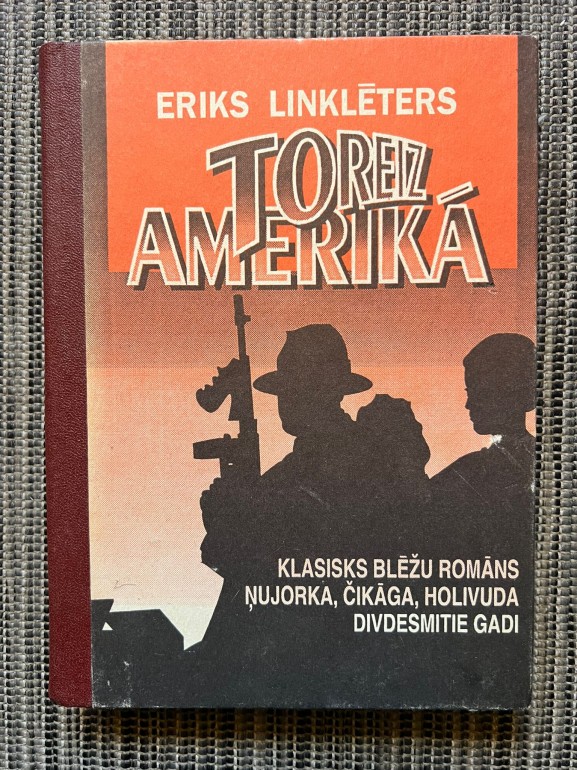 ERIKS LINKLĒTERS
TOREIZ
AMERIKĀ
KLASISKS BLĒŽU ROMĀNS
ŅUJORKA, ČIKĀGA, HOLIVUDA
DIVDESMITIE GADI